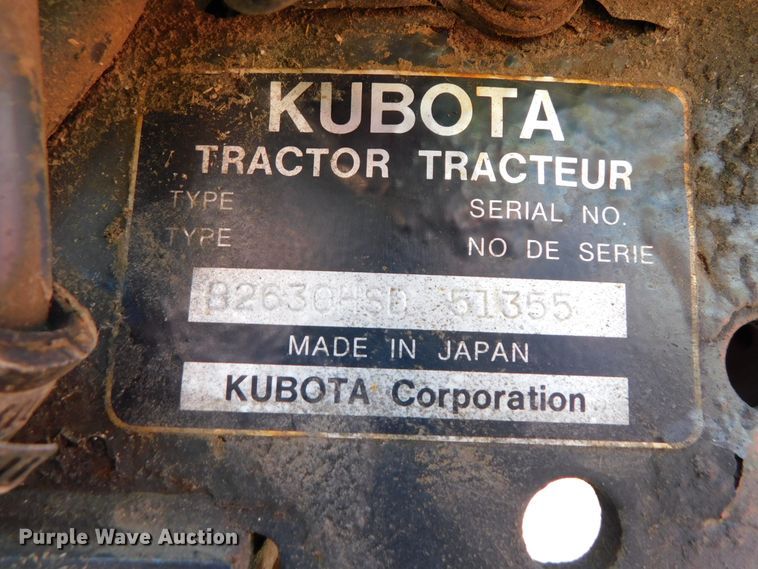 KUBOTA
TRACTOR TRACTEUR
TYPE SERIAL NO.
TYPE NO DE SERIE
B2630HSD 51355
MADE IN JAPAN
KUBOTA Corporation
Purple Wave Auction®